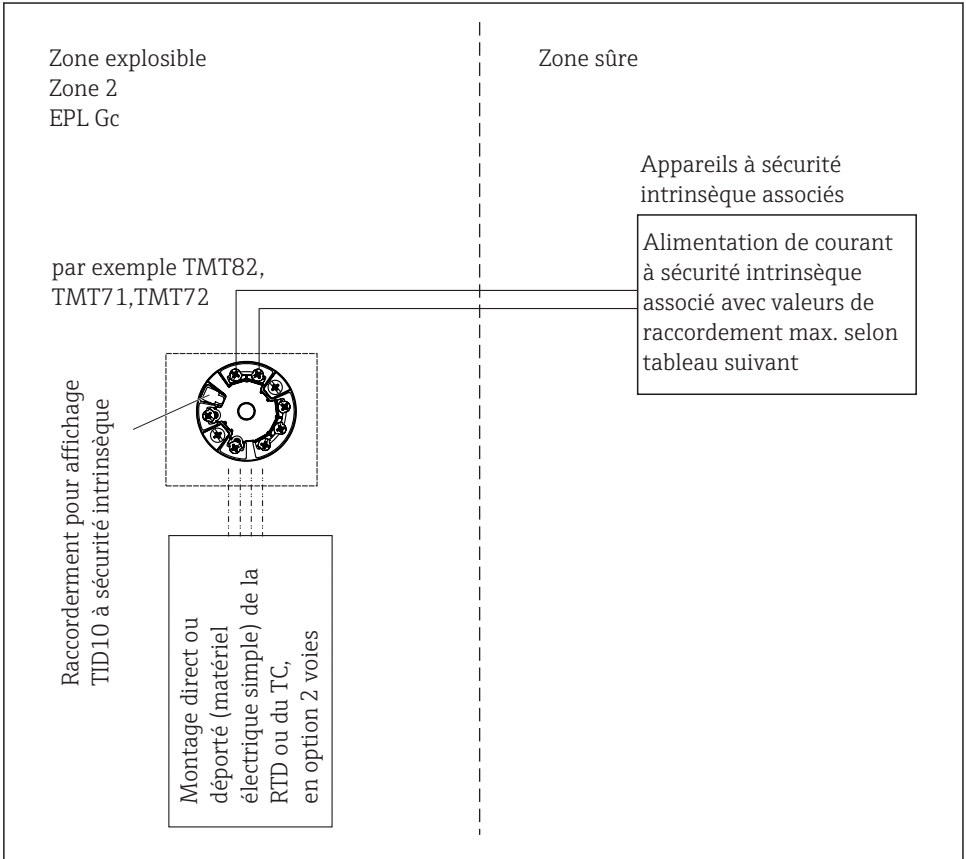 Zone explosible
Zone 2
EPL Gc
Zone sûre
Appareils à sécurité
intrinsèque associés
Alimentation de courant
à sécurité intrinsèque
associé avec valeurs de
raccordement max. selon
tableau suivant
par exemple TMT82,
TMT71,TMT72
Raccorderment pour affichage
TID10 à sécurité intrinsèque
Montage direct ou
déporté (matériel
électrique simple) de la
RTD ou du TC,
en option 2 voies